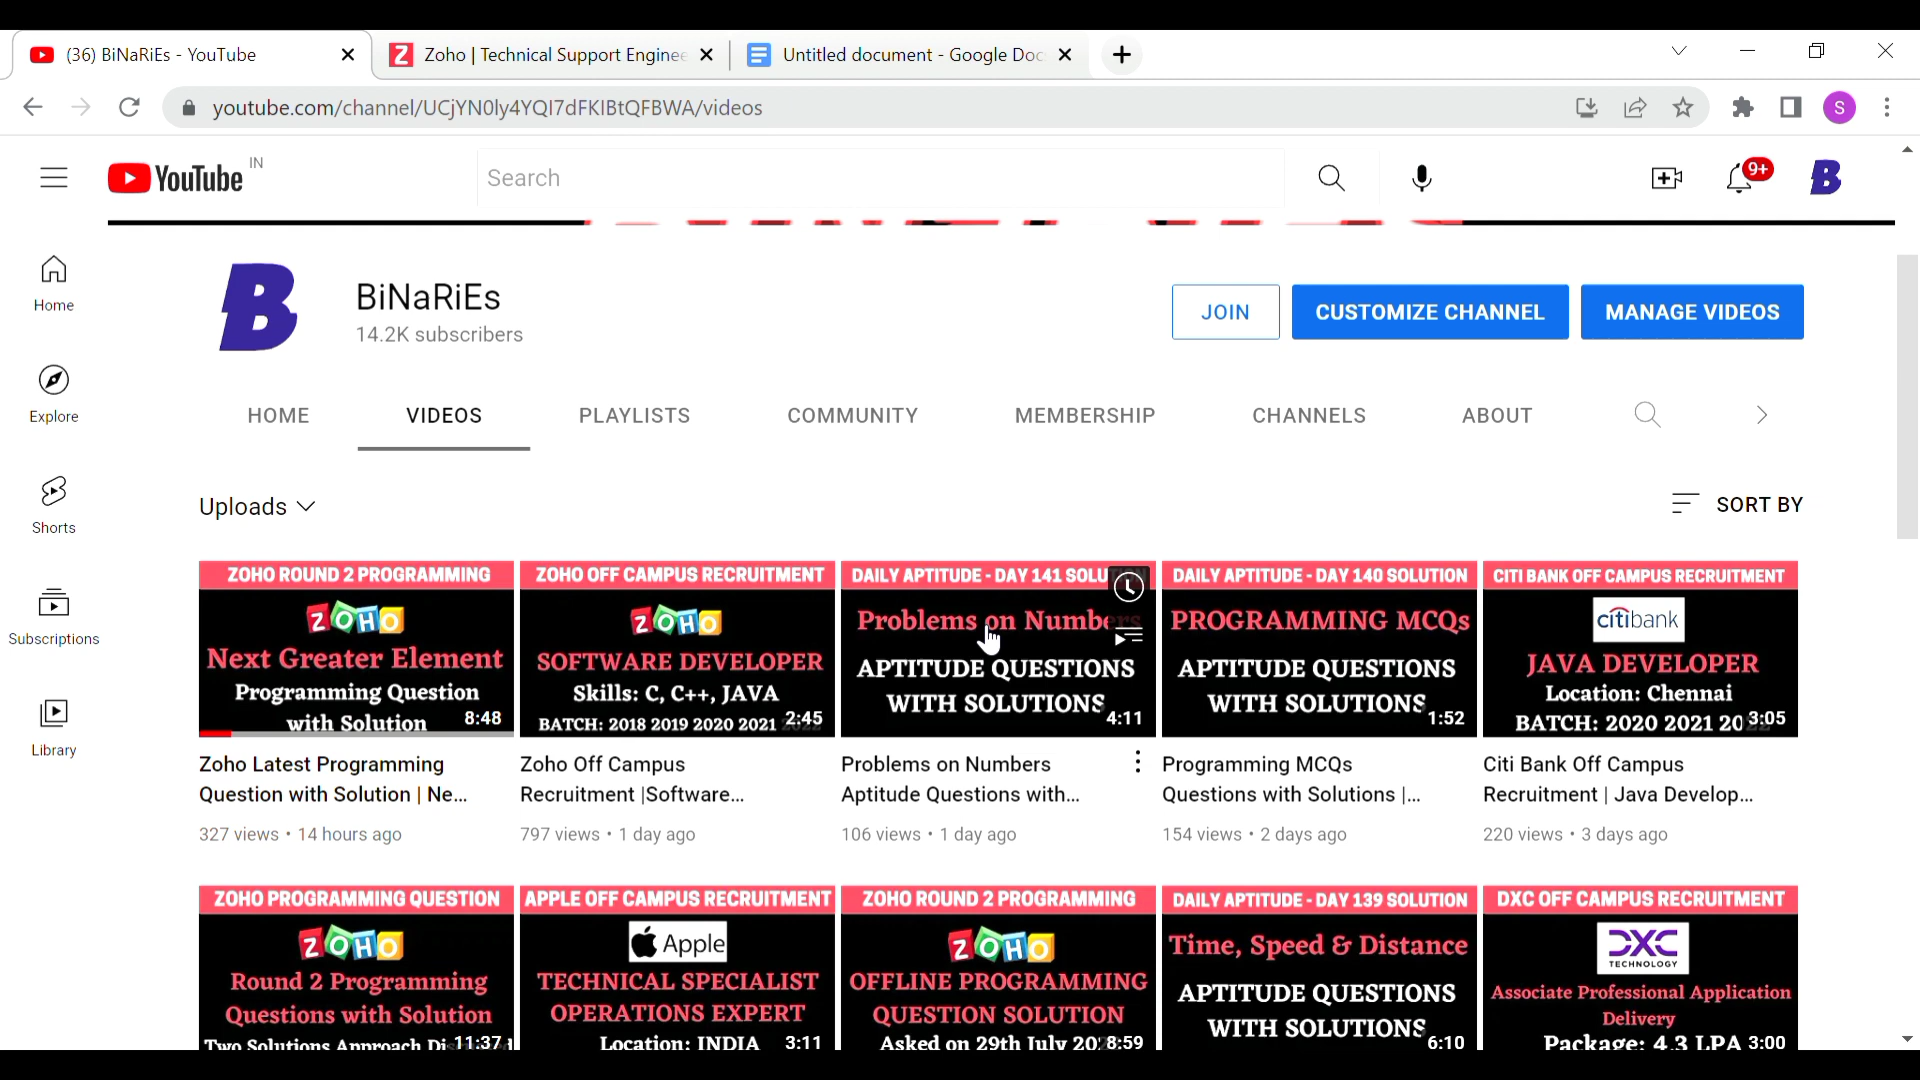 (36) BiNaRiEs - YouTube
Zoho | Technical Support Enginee
Untitled document - Google Doc
youtube.com/channel/UCjYN0ly4YQI7dFKIBtQFBWA/videos
S
YouTube IN
Search
9+
B
Home
Explore
Shorts
Subscriptions
Library
B
BiNaRiEs
14.2K subscribers
JOIN
CUSTOMIZE CHANNEL
MANAGE VIDEOS
HOME
VIDEOS
PLAYLISTS
COMMUNITY
MEMBERSHIP
CHANNELS
ABOUT
Uploads
SORT BY
ZOHO ROUND 2 PROGRAMMING
ZOHO
Next Greater Element
Programming Question
with Solution
8:48
Zoho Latest Programming
Question with Solution | Ne...
327 views • 14 hours ago
ZOHO OFF CAMPUS RECRUITMENT
ZOHO
SOFTWARE DEVELOPER
Skills: C, C++, JAVA
BATCH: 2018 2019 2020 2021
2:45
Zoho Off Campus
Recruitment |Software...
797 views • 1 day ago
DAILY APTITUDE - DAY 141 SOLU
Problems on Numbers
APTITUDE QUESTIONS
WITH SOLUTIONS
4:11
Problems on Numbers
Aptitude Questions with...
106 views • 1 day ago
DAILY APTITUDE - DAY 140 SOLUTION
PROGRAMMING MCQs
APTITUDE QUESTIONS
WITH SOLUTIONS
1:52
Programming MCQs
Questions with Solutions |...
154 views • 2 days ago
CITI BANK OFF CAMPUS RECRUITMENT
citibank
JAVA DEVELOPER
Location: Chennai
BATCH: 2020 2021 20
3:05
Citi Bank Off Campus
Recruitment | Java Develop...
220 views • 3 days ago
ZOHO PROGRAMMING QUESTION
ZOHO
Round 2 Programming
Questions with Solution
Two Solutions Approach Di
11:37
APPLE OFF CAMPUS RECRUITMENT
Apple
TECHNICAL SPECIALIST
OPERATIONS EXPERT
Location: INDIA
3:11
ZOHO ROUND 2 PROGRAMMING
ZOHO
OFFLINE PROGRAMMING
QUESTION SOLUTION
Asked on 29th July 20
8:59
DAILY APTITUDE - DAY 139 SOLUTION
Time, Speed & Distance
APTITUDE QUESTIONS
WITH SOLUTIONS
6:10
DXC OFF CAMPUS RECRUITMENT
DXC
TECHNOLOGY
Associate Professional Application
Delivery
Package: 4.3 LPA
3:00